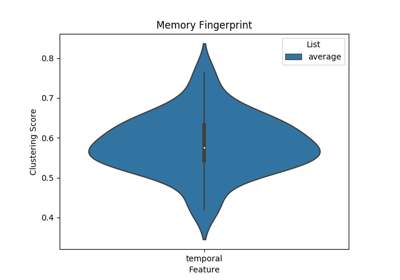 Memory Fingerprint
List
average
0.8
0.7
0.6
0.5
0.4
Clustering Score
temporal
Feature